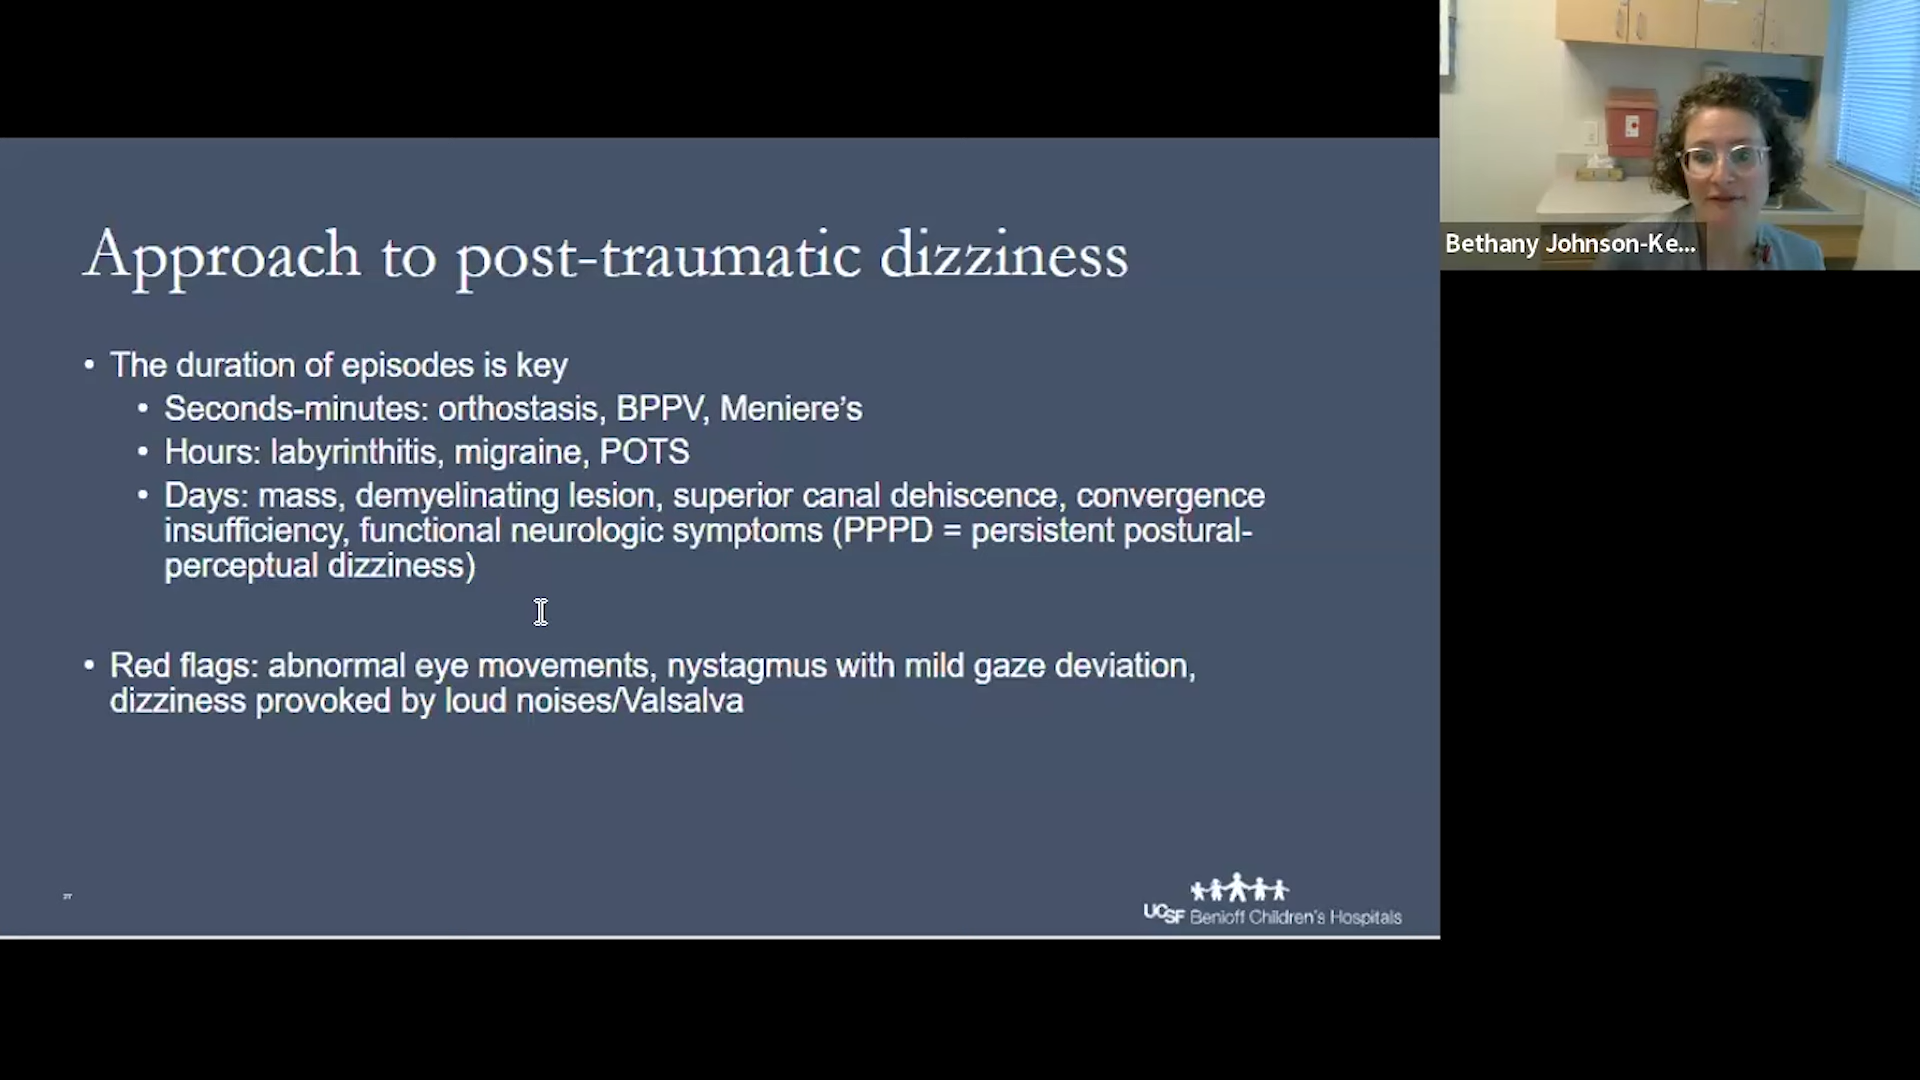 Approach to post-traumatic dizziness
• The duration of episodes is key
• Seconds-minutes: orthostasis, BPPV, Meniere's
• Hours: labyrinthitis, migraine, POTS
• Days: mass, demyelinating lesion, superior canal dehiscence, convergence
insufficiency, functional neurologic symptoms (PPPD = persistent postural-
perceptual dizziness)
• Red flags: abnormal eye movements, nystagmus with mild gaze deviation,
dizziness provoked by loud noises/Valsalva
UCSF Benioff Children's Hospitals
Bethany Johnson-Ke...